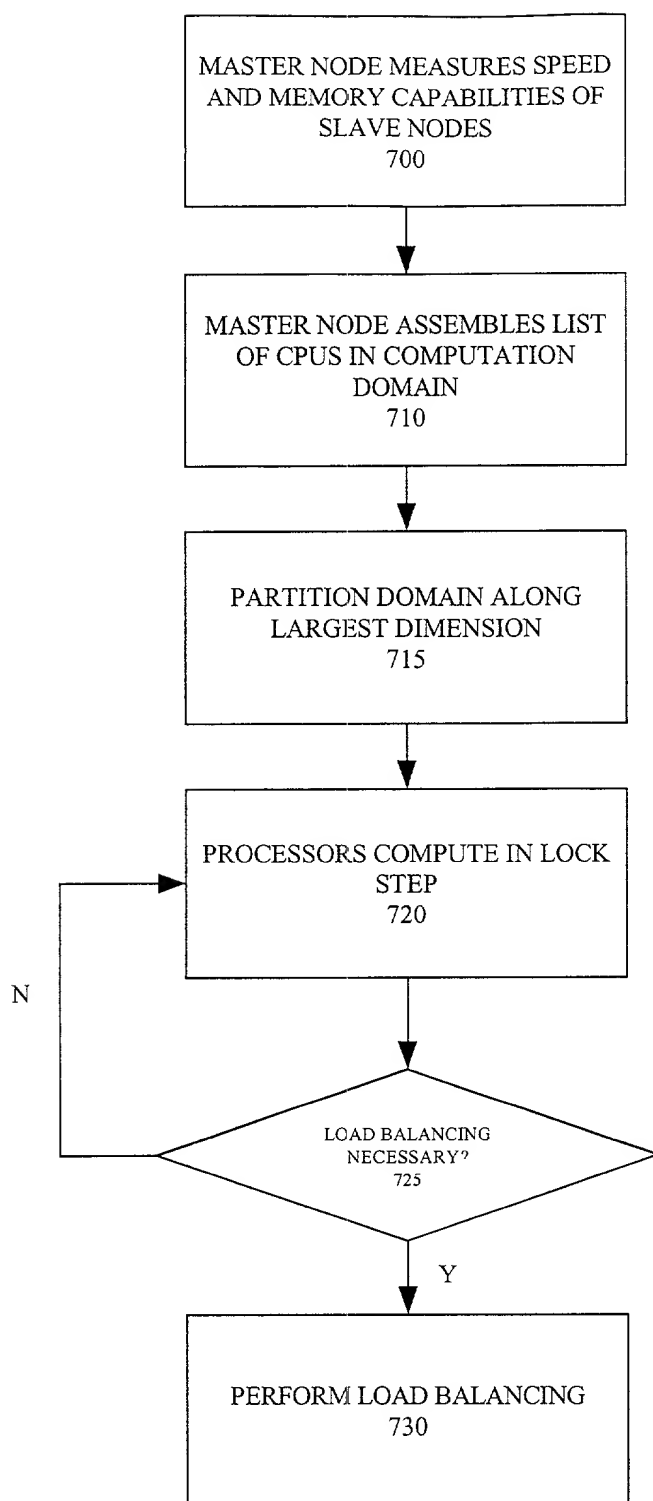 MASTER NODE MEASURES SPEED
AND MEMORY CAPABILITIES OF
SLAVE NODES
700
MASTER NODE ASSEMBLES LIST
OF CPUS IN COMPUTATION
DOMAIN
710
PARTITION DOMAIN ALONG
LARGEST DIMENSION
715
PROCESSORS COMPUTE IN LOCK
STEP
720
N
LOAD BALANCING
NECESSARY?
725
Y
PERFORM LOAD BALANCING
730